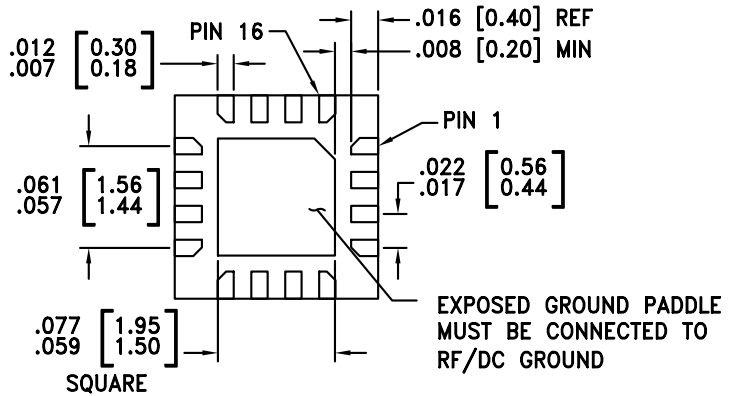 .016 [0.40] REF
PIN 16
.012 [0.30]
.007 [0.18]
.008 [0.20] MIN
PIN 1
.022 [0.56]
.017 [0.44]
.061 [1.56]
.057 [1.44]
EXPOSED GROUND PADDLE
MUST BE CONNECTED TO
RF/DC GROUND
.077 [1.95]
.059 [1.50]
SQUARE